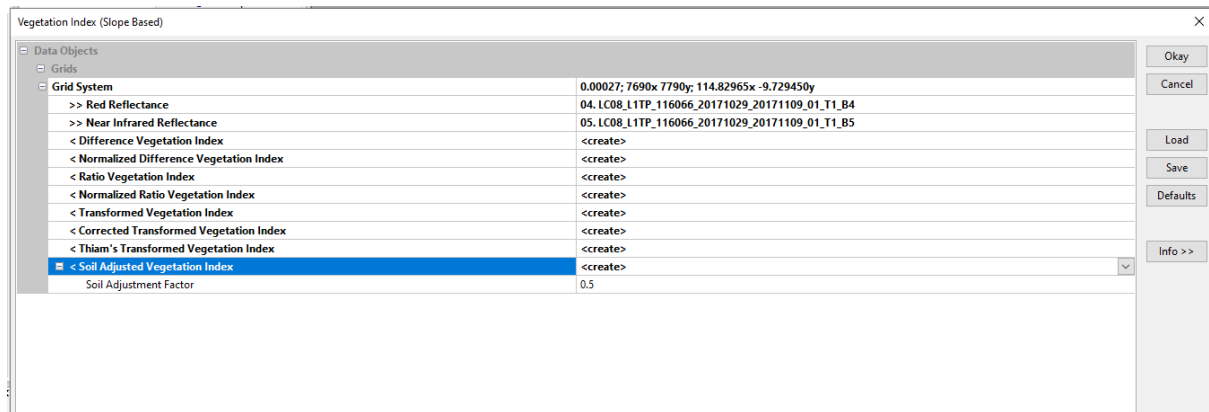 Vegetation Index (Slope Based)
Data Objects
Okay
Grids
Grid System 0.00027; 7690x 7790y; 114.82965x -9.729450y
Cancel
>> Red Reflectance 04. LC08_L1TP_116066_20171029_20171109_01_T1_B4
>> Near Infrared Reflectance 05. LC08_L1TP_116066_20171029_20171109_01_T1_B5
< Difference Vegetation Index <create>
Load
< Normalized Difference Vegetation Index <create>
< Ratio Vegetation Index <create>
Save
< Normalized Ratio Vegetation Index <create>
Defaults
< Transformed Vegetation Index <create>
< Corrected Transformed Vegetation Index <create>
< Thiam's Transformed Vegetation Index <create>
Info >>
< Soil Adjusted Vegetation Index <create>
Soil Adjustment Factor 0.5